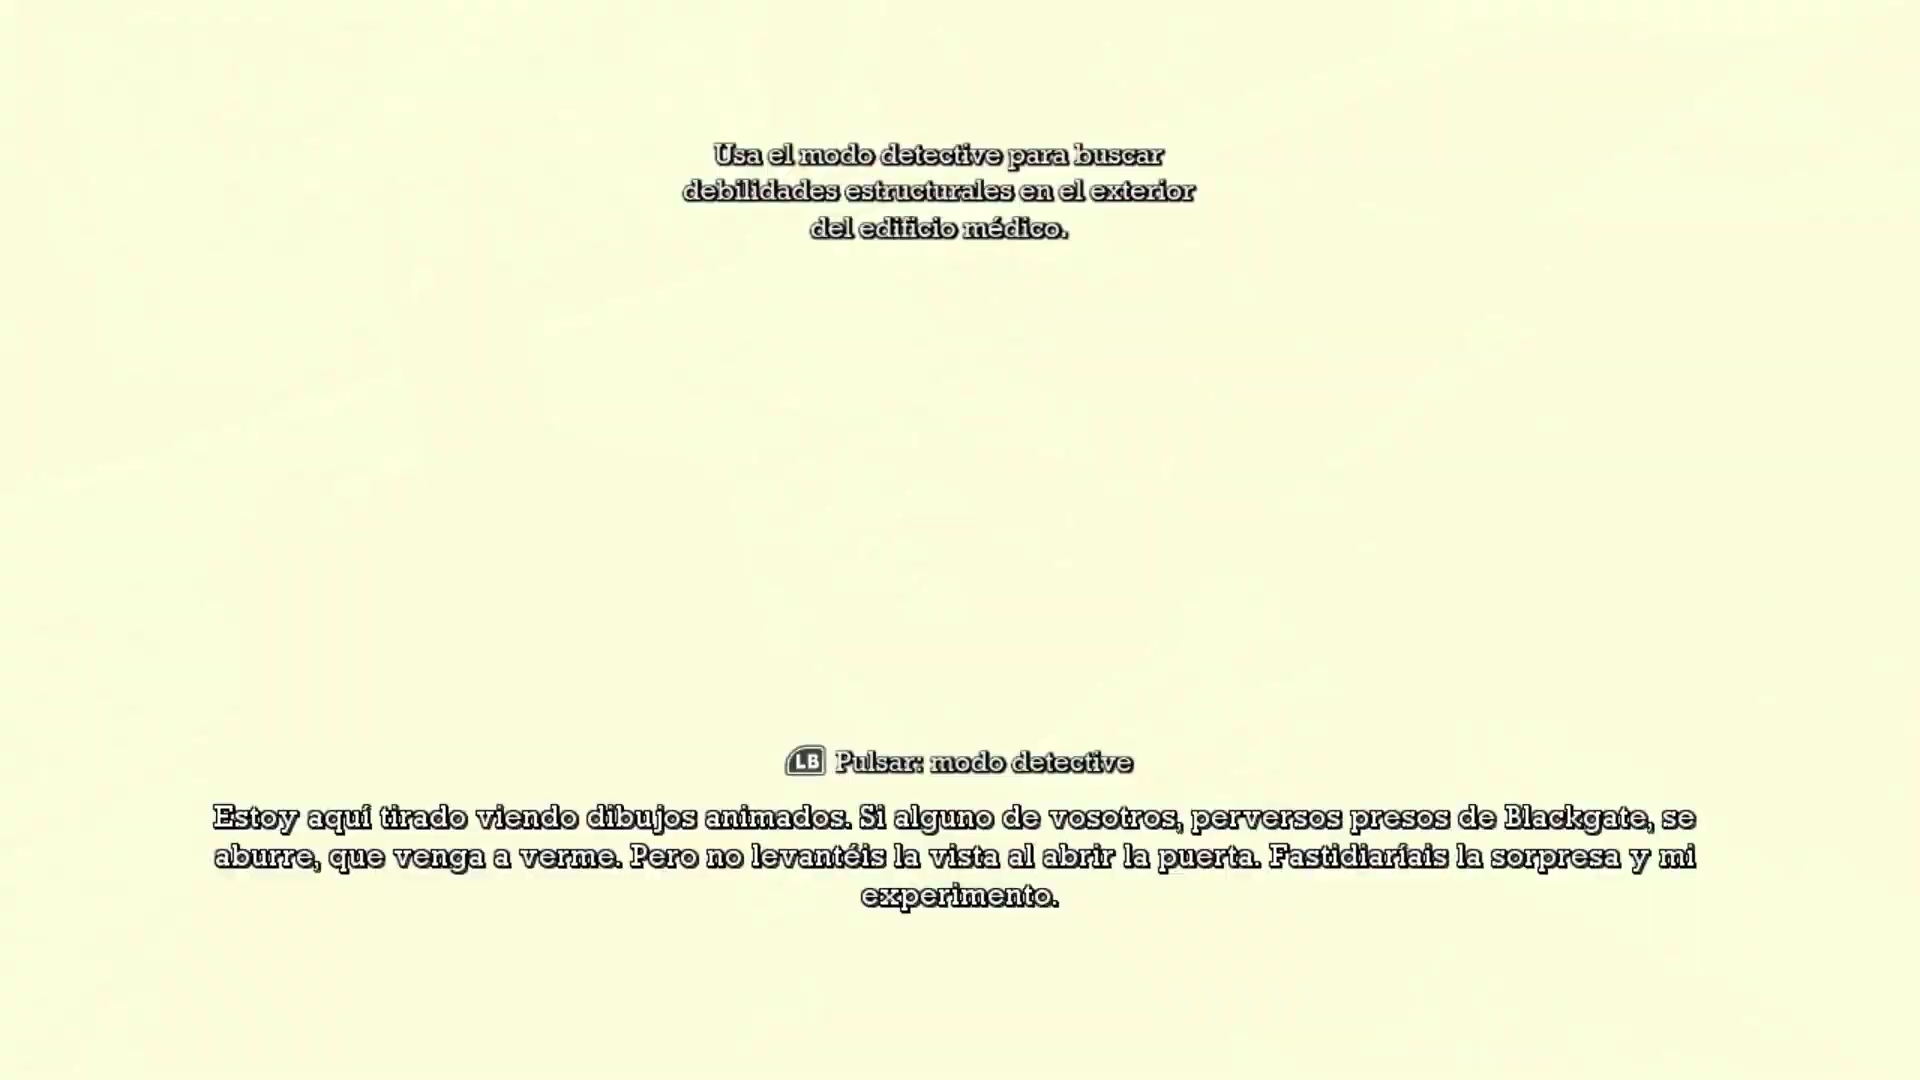 Usa el modo detective para buscar
debilidades estructurales en el exterior
del edificio médico.
LB Pulsar: modo detective
Estoy aquí tirado viendo dibujos animados. Si alguno de vosotros, perversos presos de Blackgate, se
aburre, que venga a verme. Pero no levantéis la vista al abrir la puerta. Fastidiaríais la sorpresa y mi
experimento.